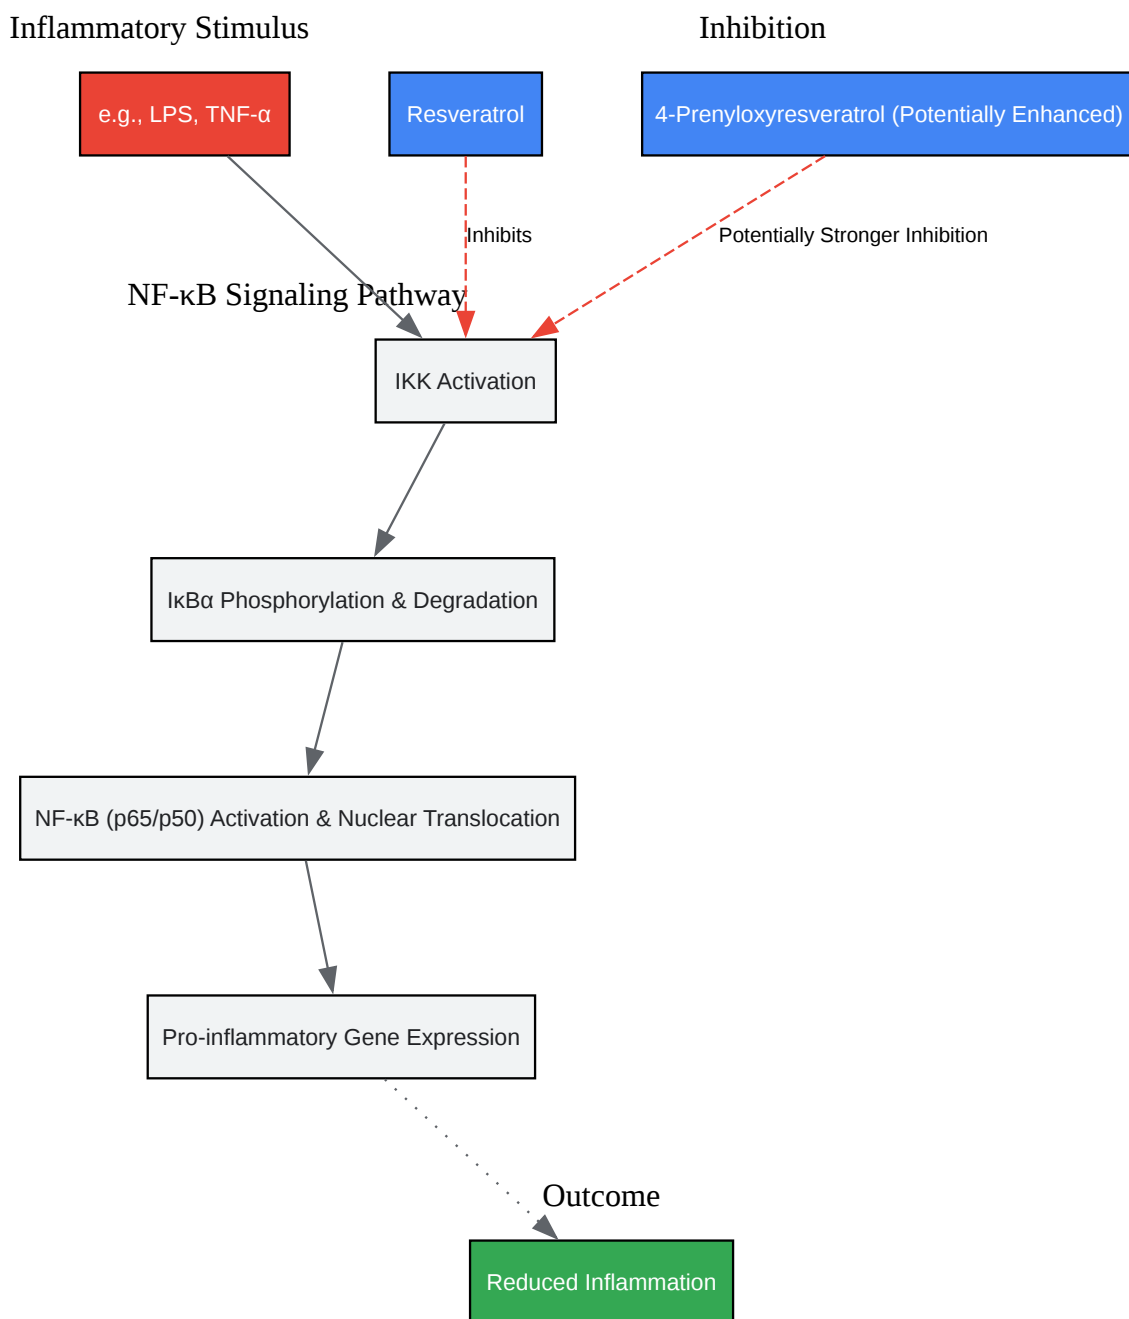 Inflammatory Stimulus
Inhibition
e.g., LPS, TNF-α
Resveratrol
4-Prenyloxyresveratrol (Potentially Enhanced)
Inhibits
Potentially Stronger Inhibition
NF-κB Signaling Pathway
IKK Activation
IκBα Phosphorylation & Degradation
NF-κB (p65/p50) Activation & Nuclear Translocation
Pro-inflammatory Gene Expression
Outcome
Reduced Inflammation